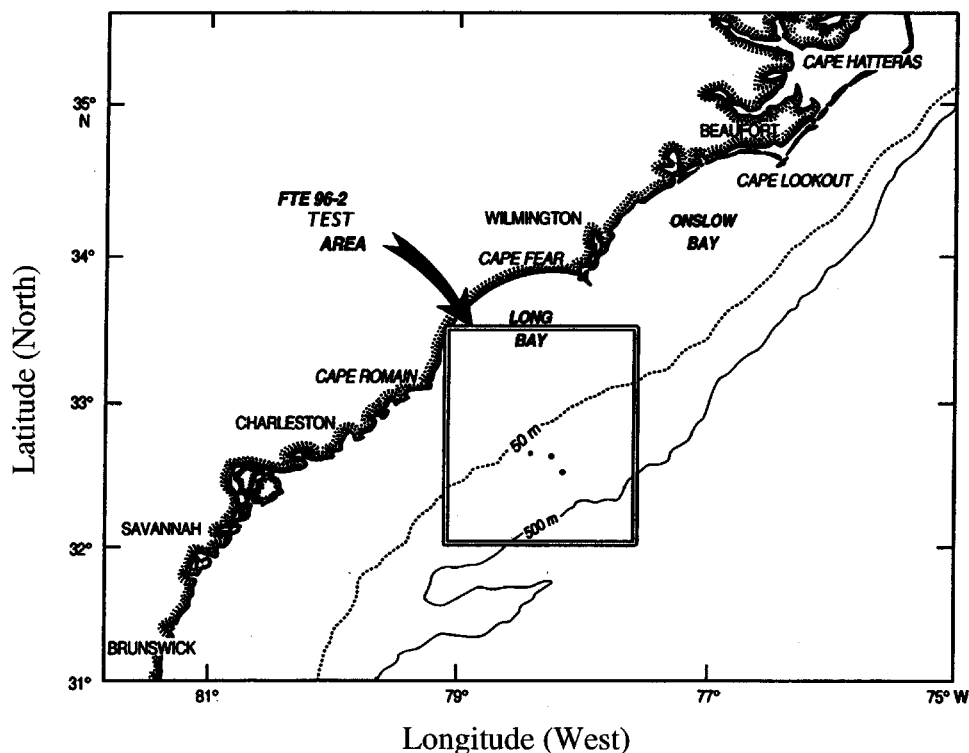 CAPE HATTERAS
35°
N
BEAUFORT
CAPE LOOKOUT
FTE 96-2
TEST
AREA
WILMINGTON
ONSLOW
BAY
34°
CAPE FEAR
LONG
BAY
CAPE ROMAIN
33°
CHARLESTON
50 m
SAVANNAH
500 m
32°
BRUNSWICK
31°
81°
79°
77°
75° W
Latitude (North)
Longitude (West)